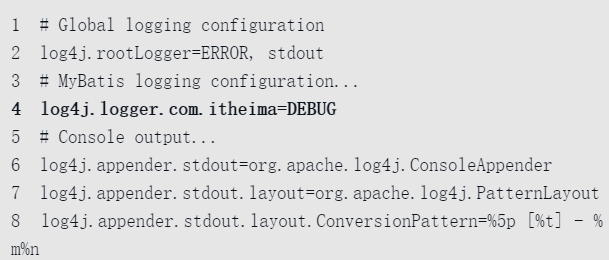 1 # Global logging configuration
2 log4j.rootLogger=ERROR, stdout
3 # MyBatis logging configuration...
4 log4j.logger.com.itheima=DEBUG
5 # Console output...
6 log4j.appender.stdout=org.apache.log4j.ConsoleAppender
7 log4j.appender.stdout.layout=org.apache.log4j.PatternLayout
8 log4j.appender.stdout.layout.ConversionPattern=%5p [%t] - %
m%n